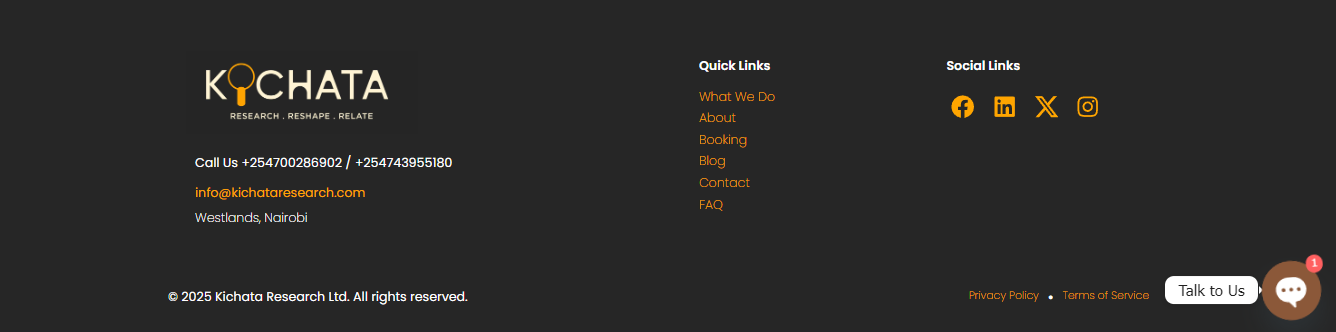 KICHATA
RESEARCH . RESHAPE . RELATE
Call Us +254700286902 / +254743955180
info@kichataresearch.com
Westlands, Nairobi
Quick Links
What We Do
About
Booking
Blog
Contact
FAQ
Social Links
© 2025 Kichata Research Ltd. All rights reserved.
Privacy Policy • Terms of Service
Talk to Us
1